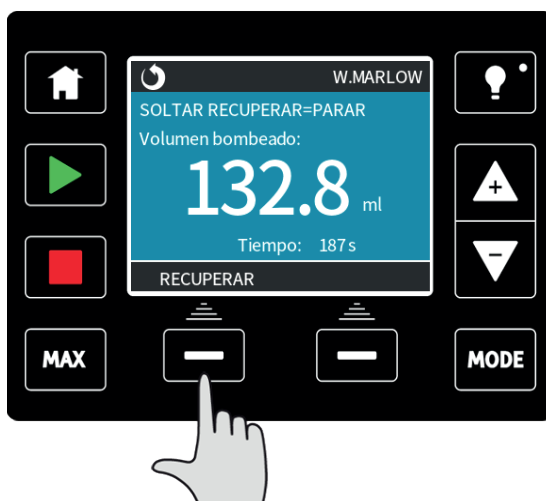 W.MARLOW
SOLTAR RECUPERAR=PARAR
Volumen bombeado:
132.8 ml
Tiempo: 187 s
RECUPERAR
+
-
MAX
MODE